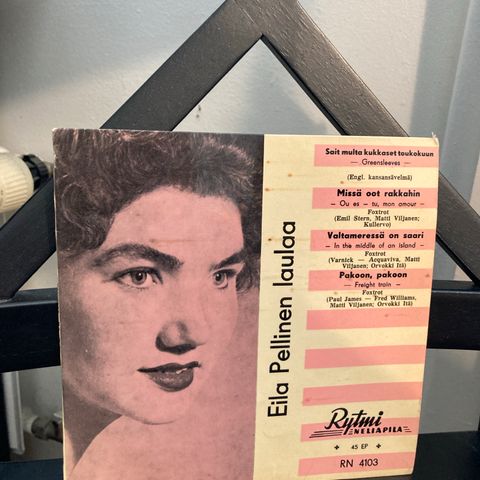 Eila Pellinen laulaa
Sait multa kukkaset toukokuun
— Greensleeves —
(Engl. kansansävelmä)
Missä oot rakkahin
— Ou es - tu, mon amour —
Foxtrot
(Emil Stern, Matti Viljanen;
Kullervo)
Valtameressä on saari
— In the middle of an island —
Foxtrot
(Varnick — Acquaviva, Matti
Viljanen; Orvokki Itä)
Pakoon, pakoon
— Freight train —
Foxtrot
(Paul James — Fred Williams,
Matti Viljanen; Orvokki Itä)
Rytmi
NELIAPILA
+ 45 EP +
RN 4103